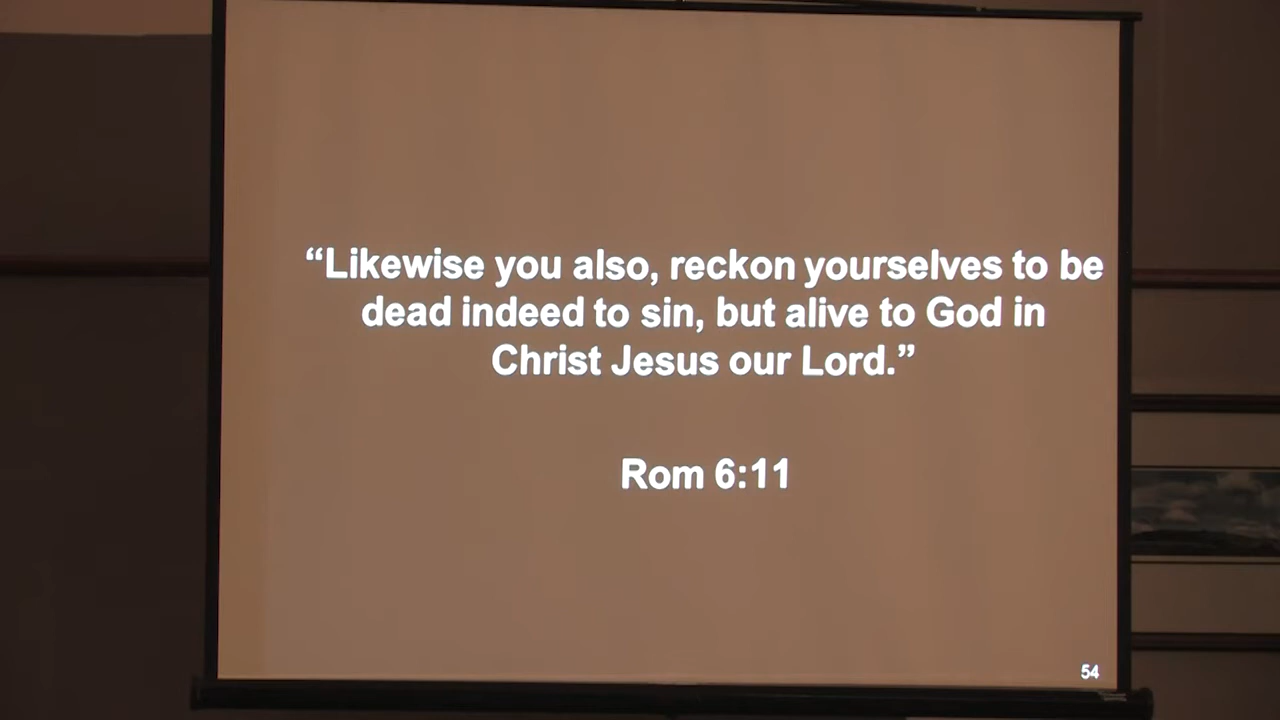 “Likewise you also, reckon yourselves to be
dead indeed to sin, but alive to God in
Christ Jesus our Lord.”
Rom 6:11
54